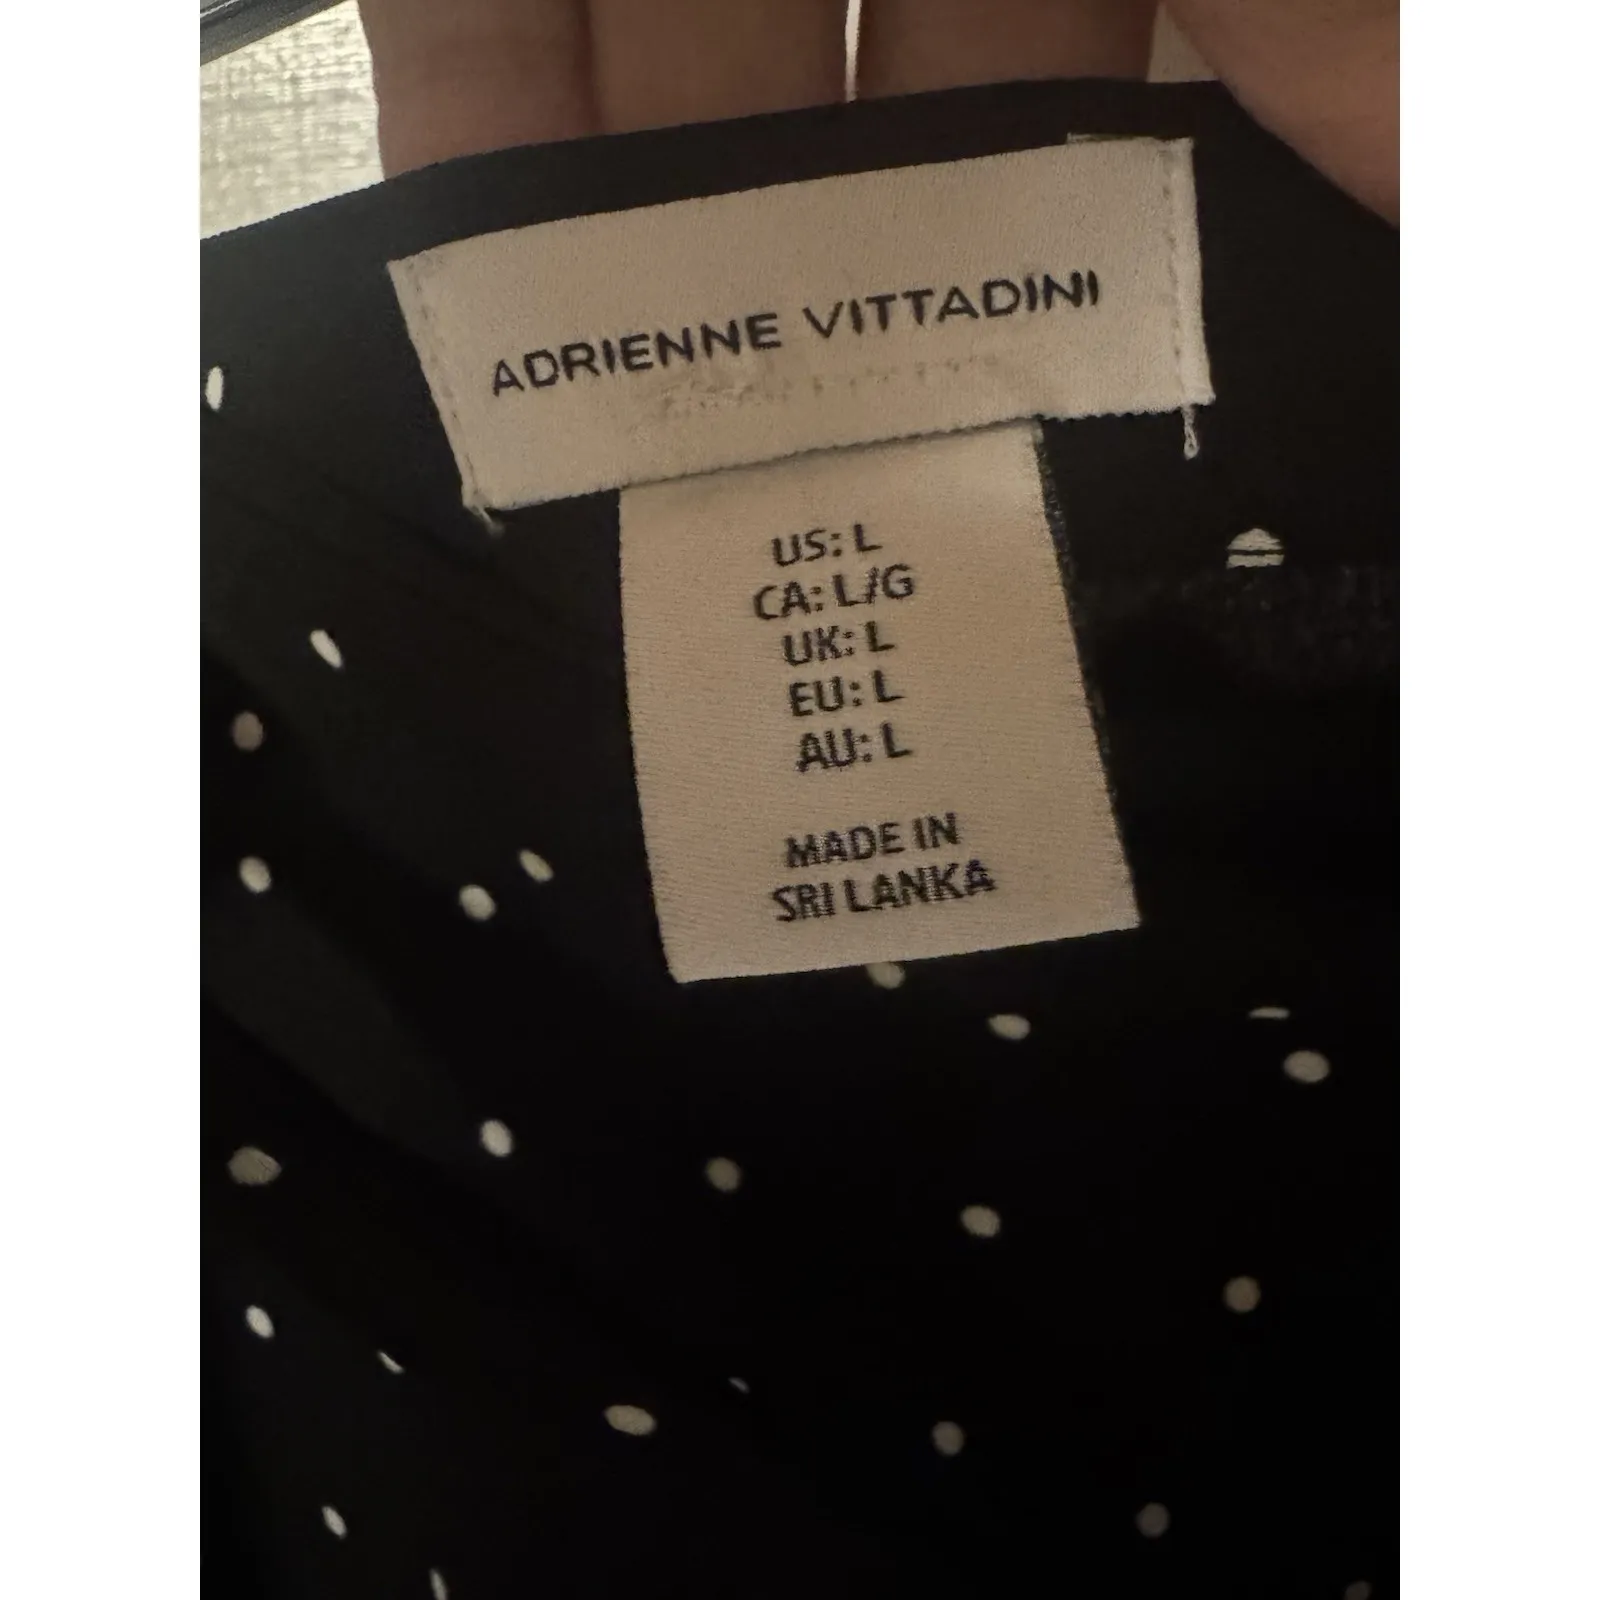 ADRIENNE VITTADINI
US: L
CA: L/G
UK: L
EU: L
AU: L
MADE IN
SRI LANKA